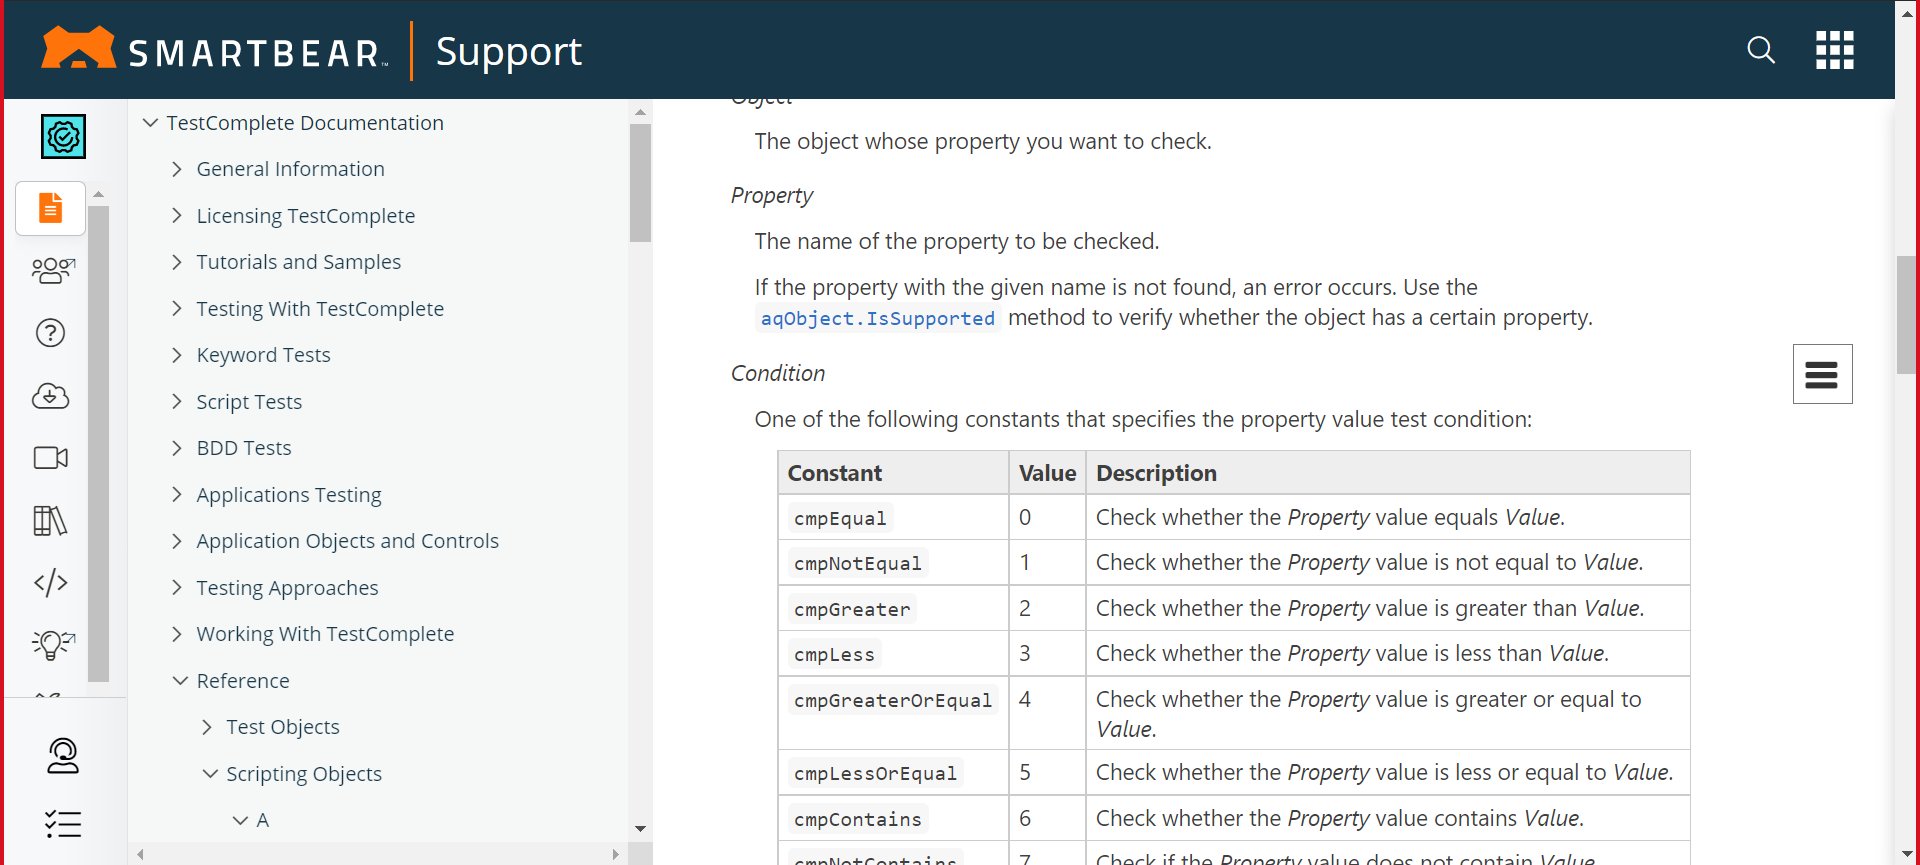 SMARTBEAR™ Support
TestComplete Documentation
General Information
Licensing TestComplete
Tutorials and Samples
Testing With TestComplete
Keyword Tests
Script Tests
BDD Tests
Applications Testing
Application Objects and Controls
Testing Approaches
Working With TestComplete
Reference
Test Objects
Scripting Objects
A
Object
The object whose property you want to check.
Property
The name of the property to be checked.
If the property with the given name is not found, an error occurs. Use the
aqObject.IsSupported method to verify whether the object has a certain property.
Condition
One of the following constants that specifies the property value test condition:
Constant Value Description
cmpEqual 0 Check whether the Property value equals Value.
cmpNotEqual 1 Check whether the Property value is not equal to Value.
cmpGreater 2 Check whether the Property value is greater than Value.
cmpLess 3 Check whether the Property value is less than Value.
cmpGreaterOrEqual 4 Check whether the Property value is greater or equal to
Value.
cmpLessOrEqual 5 Check whether the Property value is less or equal to Value.
cmpContains 6 Check whether the Property value contains Value.
cmpNotContains 7 Check if the Property value does not contain Value